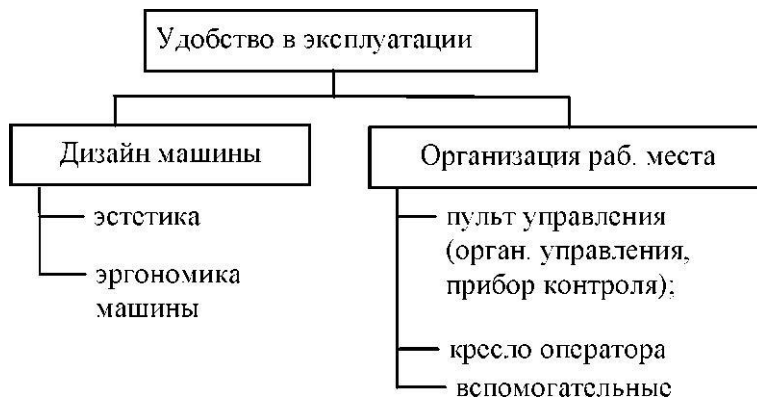 Удобство в эксплуатации
Дизайн машины
эстетика
эргономика
машины
Организация раб. места
пульт управления
(орган. управления,
прибор контроля);
кресло оператора
вспомогательные